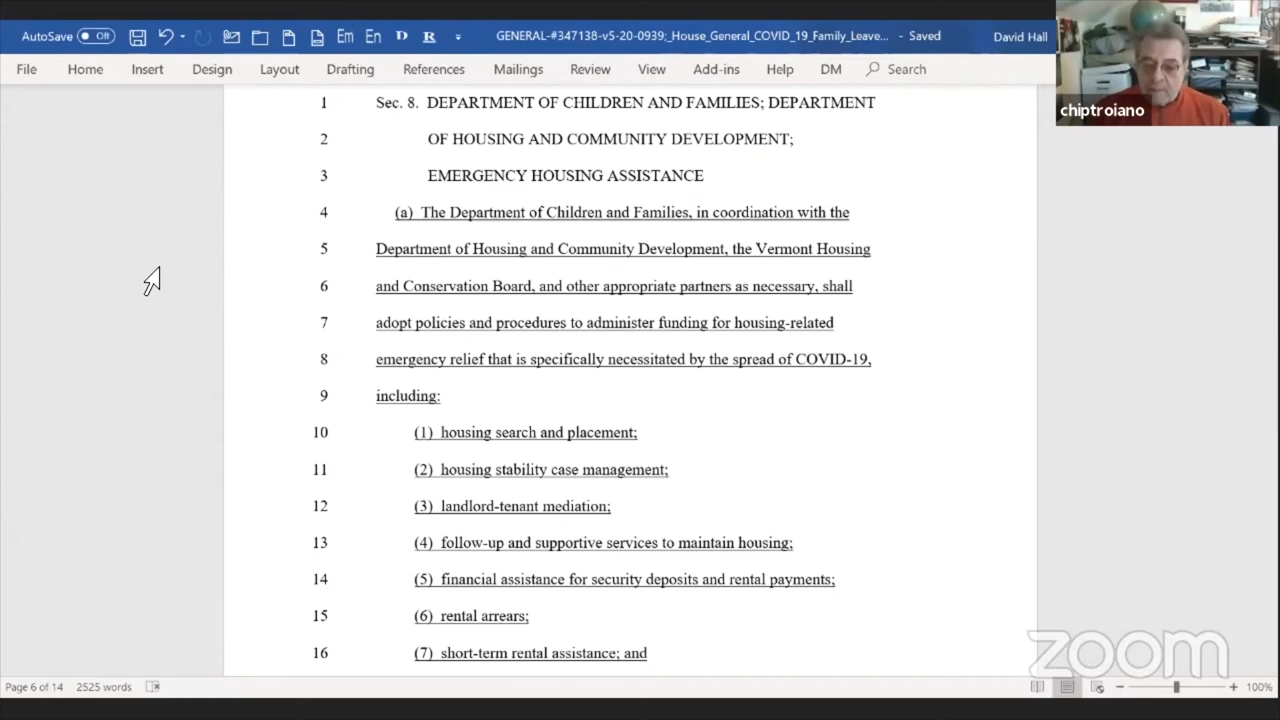 AutoSave Off Em En D R GENERAL-#347138-v5-20-0939;_House_General_COVID_19_Family_Leave... - Saved David Hall
File Home Insert Design Layout Drafting References Mailings Review View Add-ins Help DM Search
chiptroiano
1 Sec. 8. DEPARTMENT OF CHILDREN AND FAMILIES; DEPARTMENT
2 OF HOUSING AND COMMUNITY DEVELOPMENT;
3 EMERGENCY HOUSING ASSISTANCE
4 (a) The Department of Children and Families, in coordination with the
5 Department of Housing and Community Development, the Vermont Housing
6 and Conservation Board, and other appropriate partners as necessary, shall
7 adopt policies and procedures to administer funding for housing-related
8 emergency relief that is specifically necessitated by the spread of COVID-19,
9 including:
10 (1) housing search and placement;
11 (2) housing stability case management;
12 (3) landlord-tenant mediation;
13 (4) follow-up and supportive services to maintain housing;
14 (5) financial assistance for security deposits and rental payments;
15 (6) rental arrears;
16 (7) short-term rental assistance; and
zoom
Page 6 of 14 2525 words 100%